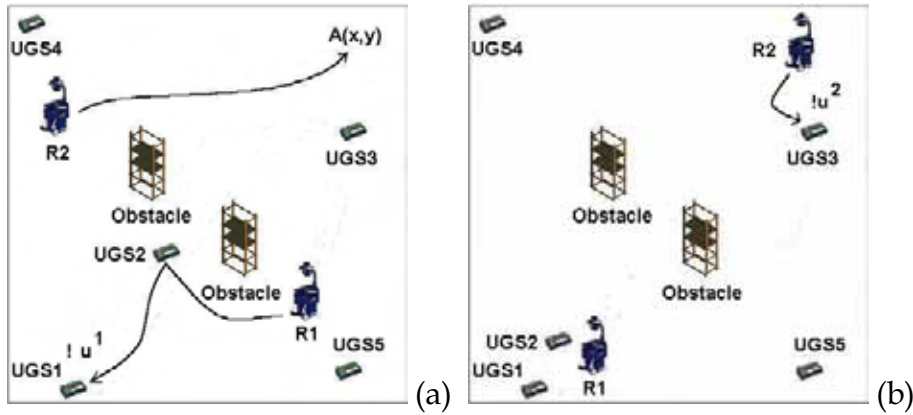 UGS4
A(x,y)
R2
UGS3
Obstacle
UGS2
Obstacle
R1
! u¹
UGS1
UGS5
(a)
UGS4
R2
!u²
UGS3
Obstacle
Obstacle
UGS2
UGS1
R1
UGS5
(b)